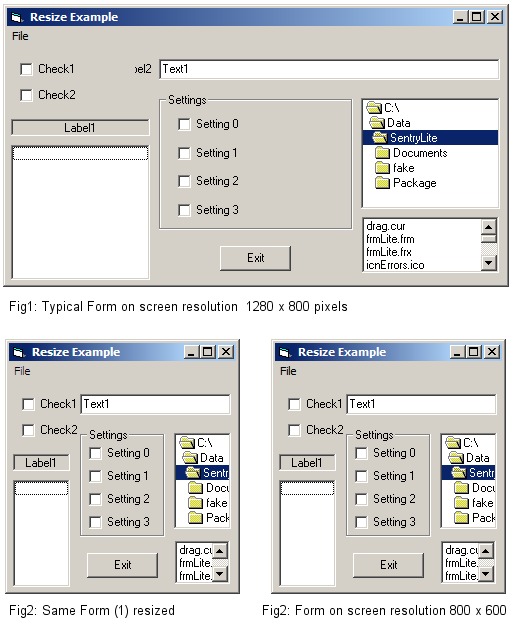 Resize Example
File
Check1
el2 Text1
Check2
Label1
Settings
Setting 0
Setting 1
Setting 2
Setting 3
C:\
Data
SentryLite
Documents
fake
Package
drag.cur
frmLite.frm
frmLite.frx
icnErrors.ico
Exit
Fig1: Typical Form on screen resolution 1280 x 800 pixels
Resize Example
File
Check1 Text1
Check2
Label1
Settings
Setting 0
Setting 1
Setting 2
Setting 3
C:\
Data
Sentr
Docu
fake
Pack
drag.cu
frmLite.
frmLite.
Exit
Fig2: Same Form (1) resized
Resize Example
File
Check1 Text1
Check2
Label1
Settings
Setting 0
Setting 1
Setting 2
Setting 3
C:\
Data
Sentr
Docu
fake
Pack
drag.cu
frmLite.
frmLite.
Exit
Fig2: Form on screen resolution 800 x 600